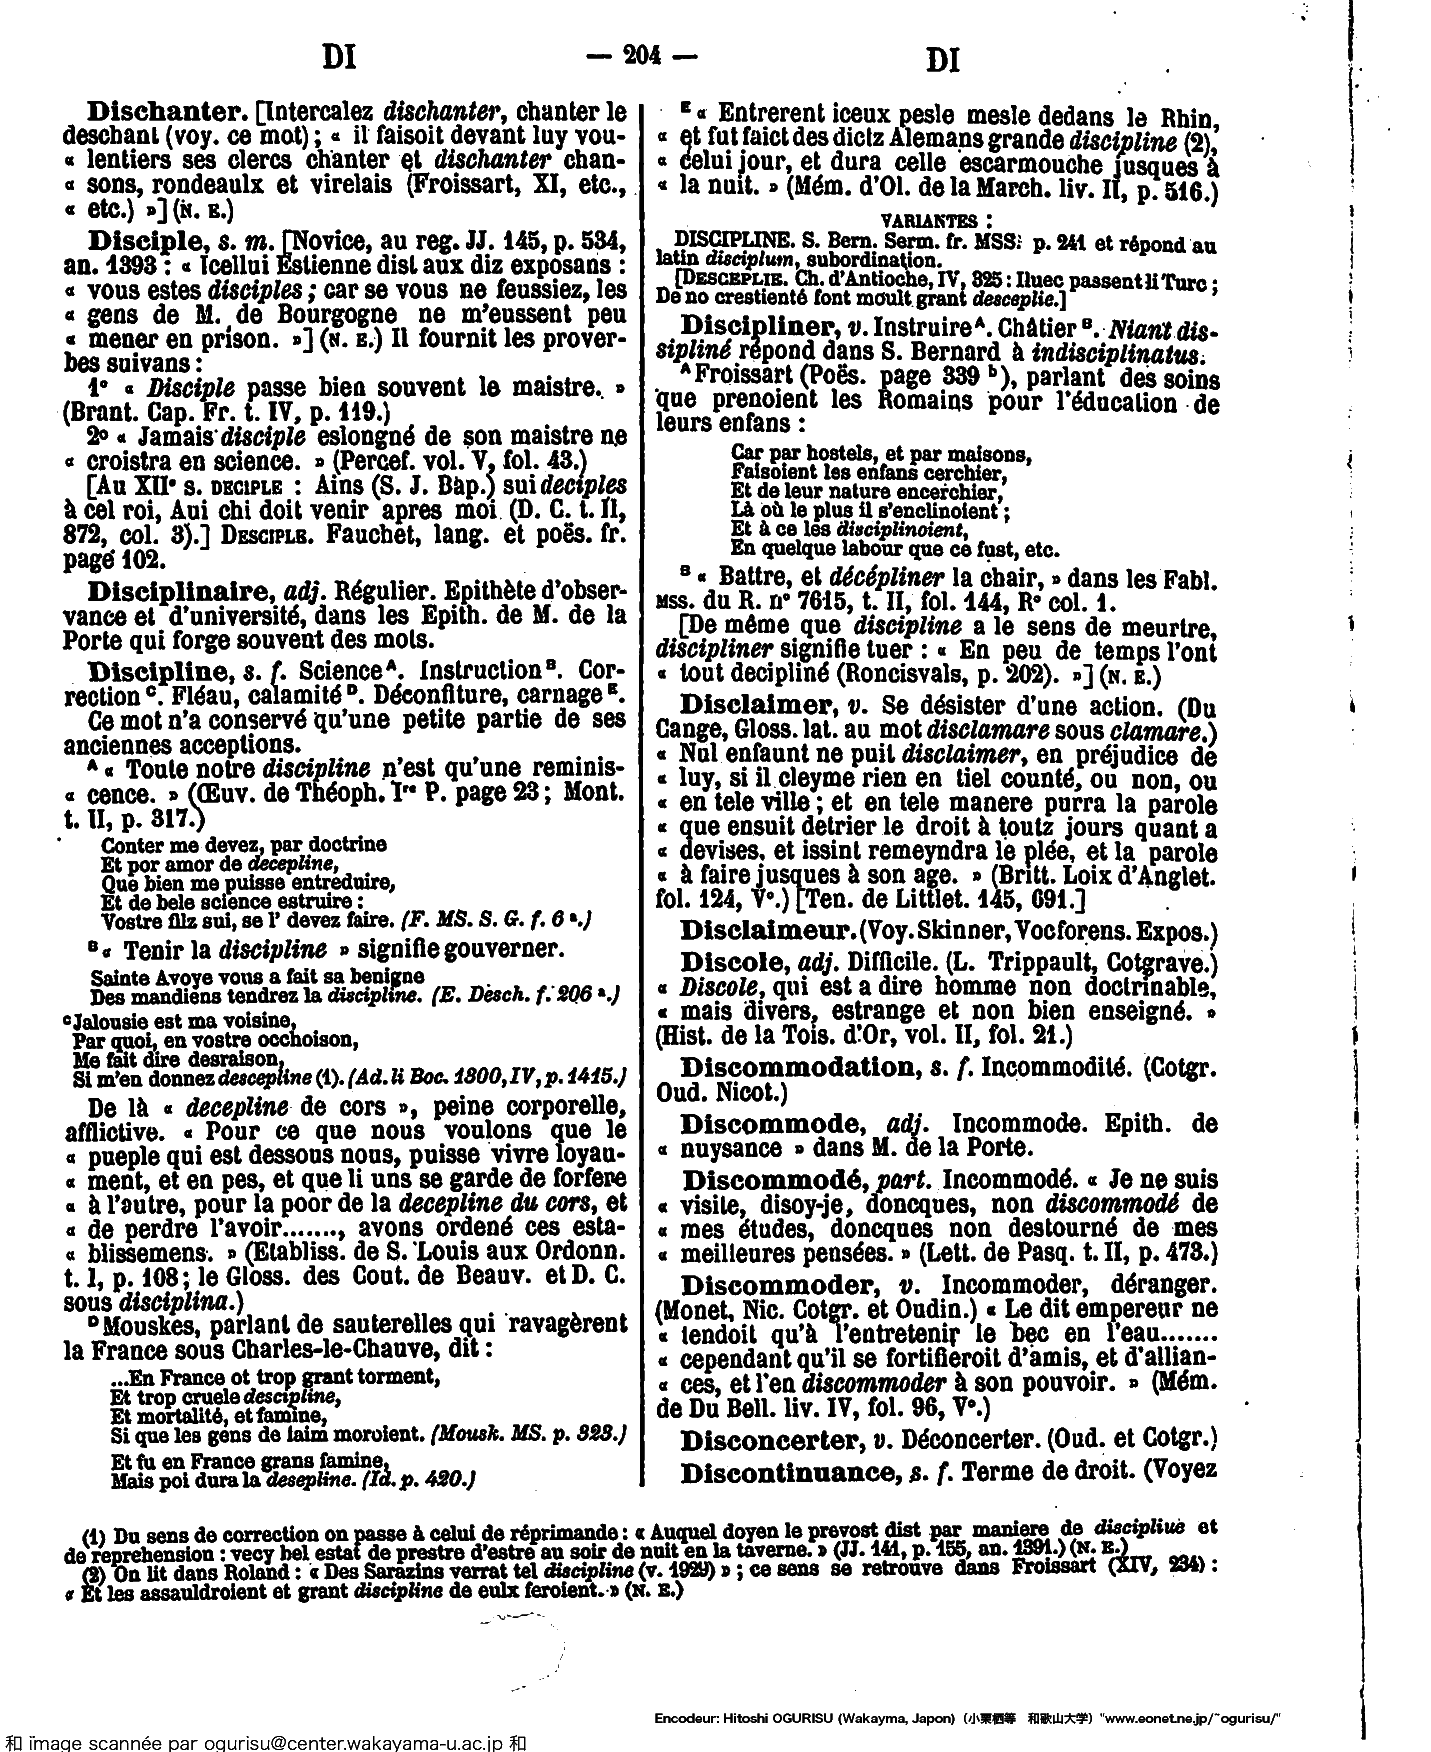 DI
— 204 —
DI
Dischanter. [Intercalez dischanter, chanter le
deschant (voy. ce mot) ; « il faisoit devant luy vou-
« lentiers ses clercs chanter et dischanter chan-
« sons, rondeaulx et virelais (Froissart, XI, etc.,
« etc.) »] (N. E.)
Disciple, s. m. [Novice, au reg. JJ. 145, p. 534,
an. 1393 : « Icellui Estienne dist aux diz exposans :
« vous estes disciples ; car se vous ne feussiez, les
« gens de M. de Bourgogne ne m'eussent peu
« mener en prison. »] (N. E.) Il fournit les prover-
bes suivans :
1° « Disciple passe bien souvent le maistre. »
(Brant. Cap. Fr. t. IV, p. 119.)
2° « Jamais disciple eslongné de son maistre ne
« croistra en science. » (Percef. vol. V, fol. 43.)
[Au XIIe s. DECIPLE : Ains (S. J. Bap.) sui deciples
à cel roi, Aui chi doit venir apres moi (D. C. t. II,
872, col. 3).] DESCIPLE. Fauchet, lang. et poës. fr.
page 102.
Disciplinaire, adj. Régulier. Epithète d'obser-
vance et d'université, dans les Epith. de M. de la
Porte qui forge souvent des mots.
Discipline, s. f. Science A. Instruction B. Cor-
rection C. Fléau, calamité D. Déconfiture, carnage E.
Ce mot n'a conservé qu'une petite partie de ses
anciennes acceptions.
A « Toute notre discipline n'est qu'une reminis-
« cence. » (Œuv. de Théoph. Ire P. page 23 ; Mont.
t. II, p. 317.)
Conter me devez, par doctrine
Et por amor de decepline,
Que bien me puisse entreduire,
Et de bele science estruire :
Vostre filz sui, se l' devez faire. (F. MS. S. G. f. 6 a.)
B « Tenir la discipline » signifie gouverner.
Sainte Avoye vous a fait sa benigne
Des mandiens tendrez la discipline. (E. Desch. f. 206 a.)
C Jalousie est ma voisine,
Par quoi, en vostre occhoison,
Me fait dire desraison,
Si m'en donnez descepline (1). (Ad. li Boc. 1300, IV, p. 1415.)
De là « decepline de cors », peine corporelle,
afflictive. « Pour ce que nous voulons que le
« pueple qui est dessous nous, puisse vivre loyau-
« ment, et en pes, et que li uns se garde de forfere
« à l'autre, pour la poor de la decepline du cors, et
« de perdre l'avoir......., avons ordené ces esta-
« blissemens. » (Etabliss. de S. Louis aux Ordonn.
t. I, p. 108 ; le Gloss. des Cout. de Beauv. et D. C.
sous disciplina.)
D Mouskes, parlant de sauterelles qui ravagèrent
la France sous Charles-le-Chauve, dit :
...En France ot trop grant torment,
Et trop cruele descipline,
Et mortalité, et famine,
Si que les gens de faim moroient. (Mousk. MS. p. 323.)
Et fu en France grans famine,
Mais poi dura la desepline. (Id. p. 420.)
E « Entrerent iceux pesle mesle dedans le Rhin,
« et fut faict des dictz Alemans grande discipline (2),
« celui jour, et dura celle escarmouche jusques à
« la nuit. » (Mém. d'Ol. de la March. liv. II, p. 516.)
VARIANTES :
DISCIPLINE. S. Bern. Serm. fr. MSS. p. 241 et répond au
latin disciplum, subordination.
[DESCEPLIE. Ch. d'Antioche, IV, 325 : Iluec passent li Turc ;
De no crestienté font moult grant desceplie.]
Discipliner, v. Instruire A. Châtier B. Niant dis-
sipliné répond dans S. Bernard à indisciplinatus.
A Froissart (Poës. page 339 b), parlant des soins
que prenoient les Romains pour l'éducation de
leurs enfans :
Car par hostels, et par maisons,
Faisoient les enfans cerchier,
Et de leur nature encerchier,
Là où le plus il s'enclinoient ;
Et à ce les disciplinoient,
En quelque labour que ce fust, etc.
B « Battre, et décépliner la chair, » dans les Fabl.
MSS. du R. n° 7615, t. II, fol. 144, R° col. 1.
[De même que discipline a le sens de meurtre,
discipliner signifie tuer : « En peu de temps l'ont
« tout decipliné (Roncisvals, p. 202). »] (N. E.)
Disclaimer, v. Se désister d'une action. (Du
Cange, Gloss. lat. au mot disclamare sous clamare.)
« Nul enfaunt ne puit disclaimer, en préjudice de
« luy, si il cleyme rien en tiel counté, ou non, ou
« en tele ville ; et en tele manere purra la parole
« que ensuit detrier le droit à toutz jours quant a
« devises, et issint remeyndra le plée, et la parole
« à faire jusques à son age. » (Britt. Loix d'Anglet.
fol. 124, V°.) [Ten. de Littlet. 145, 691.]
Disclaimeur. (Voy. Skinner, Voc forens. Expos.)
Discole, adj. Difficile. (L. Trippault, Cotgrave.)
« Discole, qui est a dire homme non doctrinable,
« mais divers, estrange et non bien enseigné. »
(Hist. de la Tois. d'Or, vol. II, fol. 21.)
Discommodation, s. f. Incommodité. (Cotgr.
Oud. Nicot.)
Discommode, adj. Incommode. Epith. de
« nuysance » dans M. de la Porte.
Discommodé, part. Incommodé. « Je ne suis
« visite, disoy-je, doncques, non discommodé de
« mes études, doncques non destourné de mes
« meilleures pensées. » (Lett. de Pasq. t. II, p. 473.)
Discommoder, v. Incommoder, déranger.
(Monet, Nic. Cotgr. et Oudin.) « Le dit empereur ne
« tendoit qu'à l'entretenir le bec en l'eau.......
« cependant qu'il se fortifieroit d'amis, et d'allian-
« ces, et l'en discommoder à son pouvoir. » (Mém.
de Du Bell. liv. IV, fol. 96, V°.)
Disconcerter, v. Déconcerter. (Oud. et Cotgr.)
Discontinuance, s. f. Terme de droit. (Voyez
(1) Du sens de correction on passe à celui de réprimande : « Auquel doyen le prevost dist par maniere de discipliue et
de reprehension : vecy bel estat de prestre d'estre au soir de nuit en la taverne. » (JJ. 141, p. 155, an. 1391.) (N. E.)
(2) On lit dans Roland : « Des Sarazins verrat tel discipline (v. 1929) » ; ce sens se retrouve dans Froissart (XIV, 234) :
« Et les assauldroient et grant discipline de eulx feroient. » (N. E.)
Encodeur: Hitoshi OGURISU (Wakayma, Japon) (小栗栖等 和歌山大学) "www.eonet.ne.jp/~ogurisu/"
和 image scannée par ogurisu@center.wakayama-u.ac.jp 和